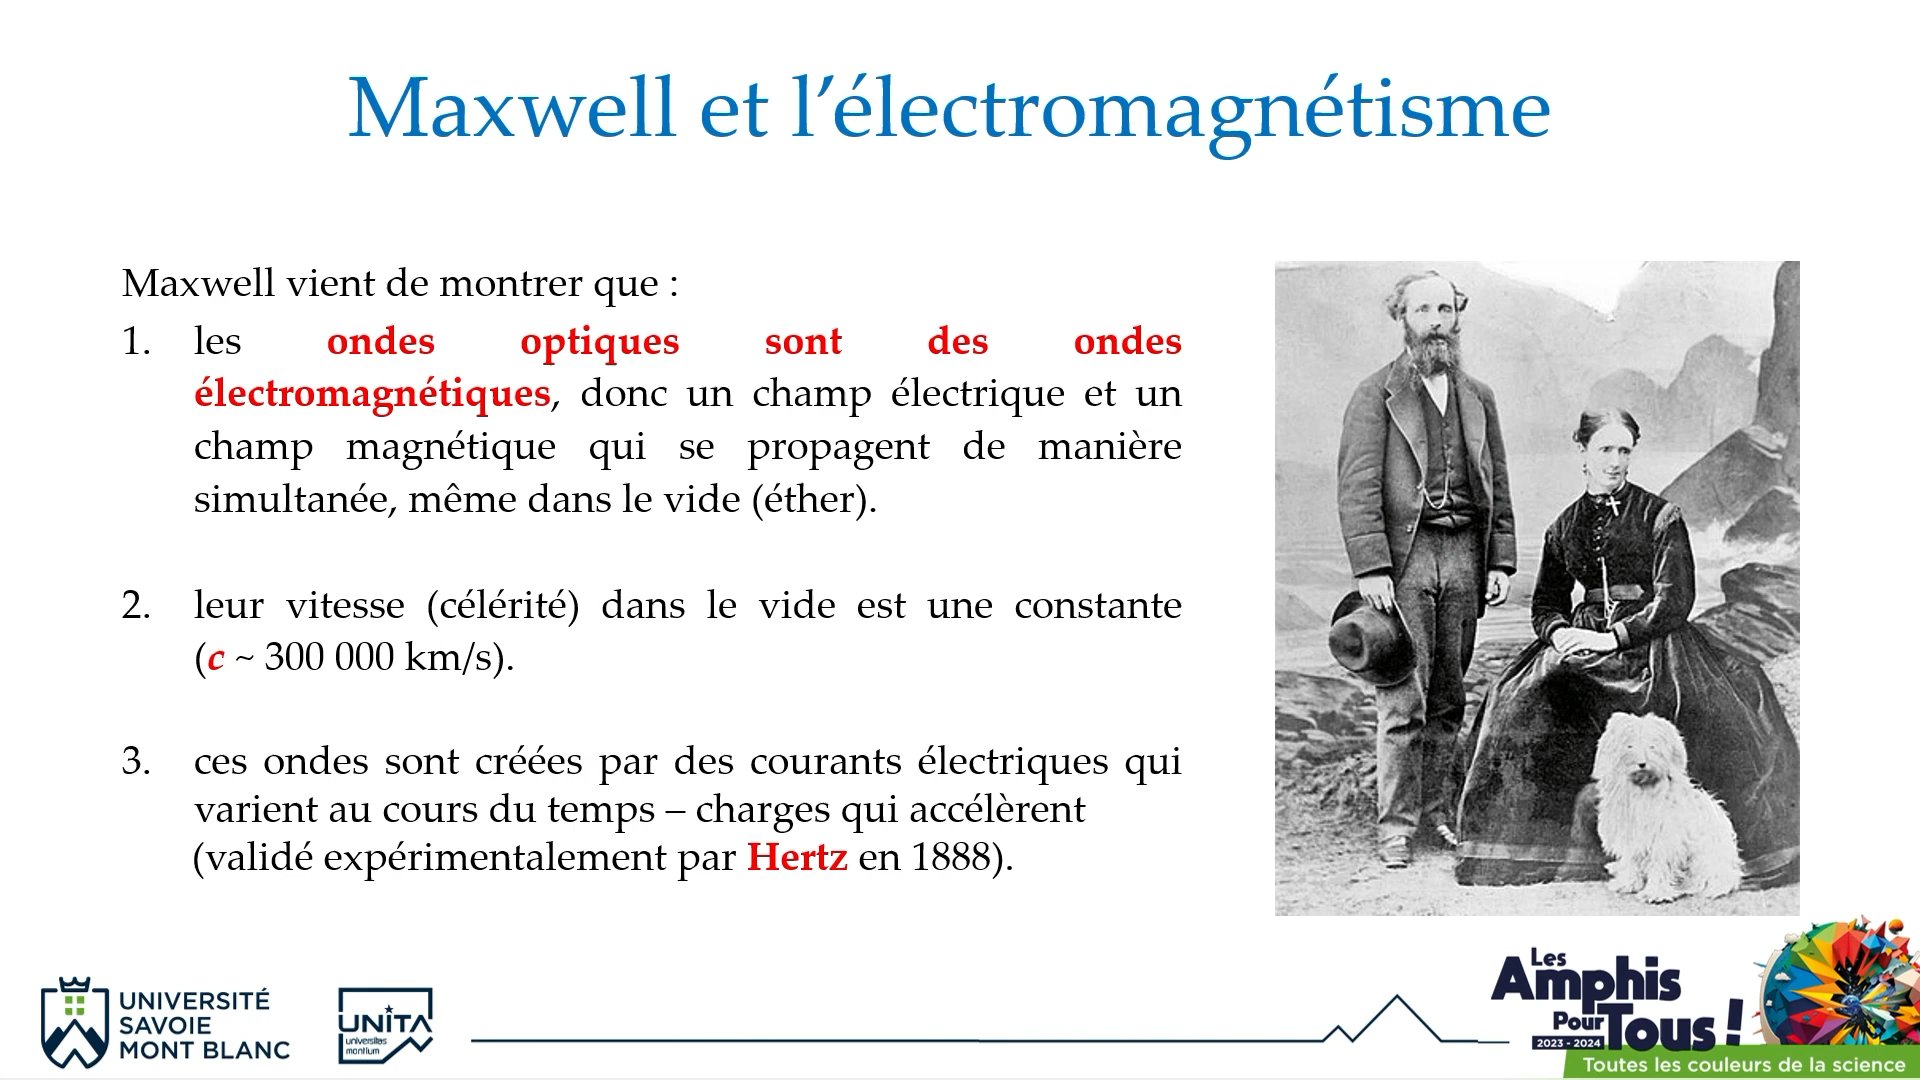 Maxwell et l’électromagnétisme
Maxwell vient de montrer que :
1. les ondes optiques sont des ondes
électromagnétiques, donc un champ électrique et un
champ magnétique qui se propagent de manière
simultanée, même dans le vide (éther).
2. leur vitesse (célérité) dans le vide est une constante
(c ~ 300 000 km/s).
3. ces ondes sont créées par des courants électriques qui
varient au cours du temps – charges qui accélèrent
(validé expérimentalement par Hertz en 1888).
UNIVERSITÉ
SAVOIE
MONT BLANC
UNITA
universitas
montium
Les
Amphis
Pour
Tous !
2023 - 2024
Toutes les couleurs de la science